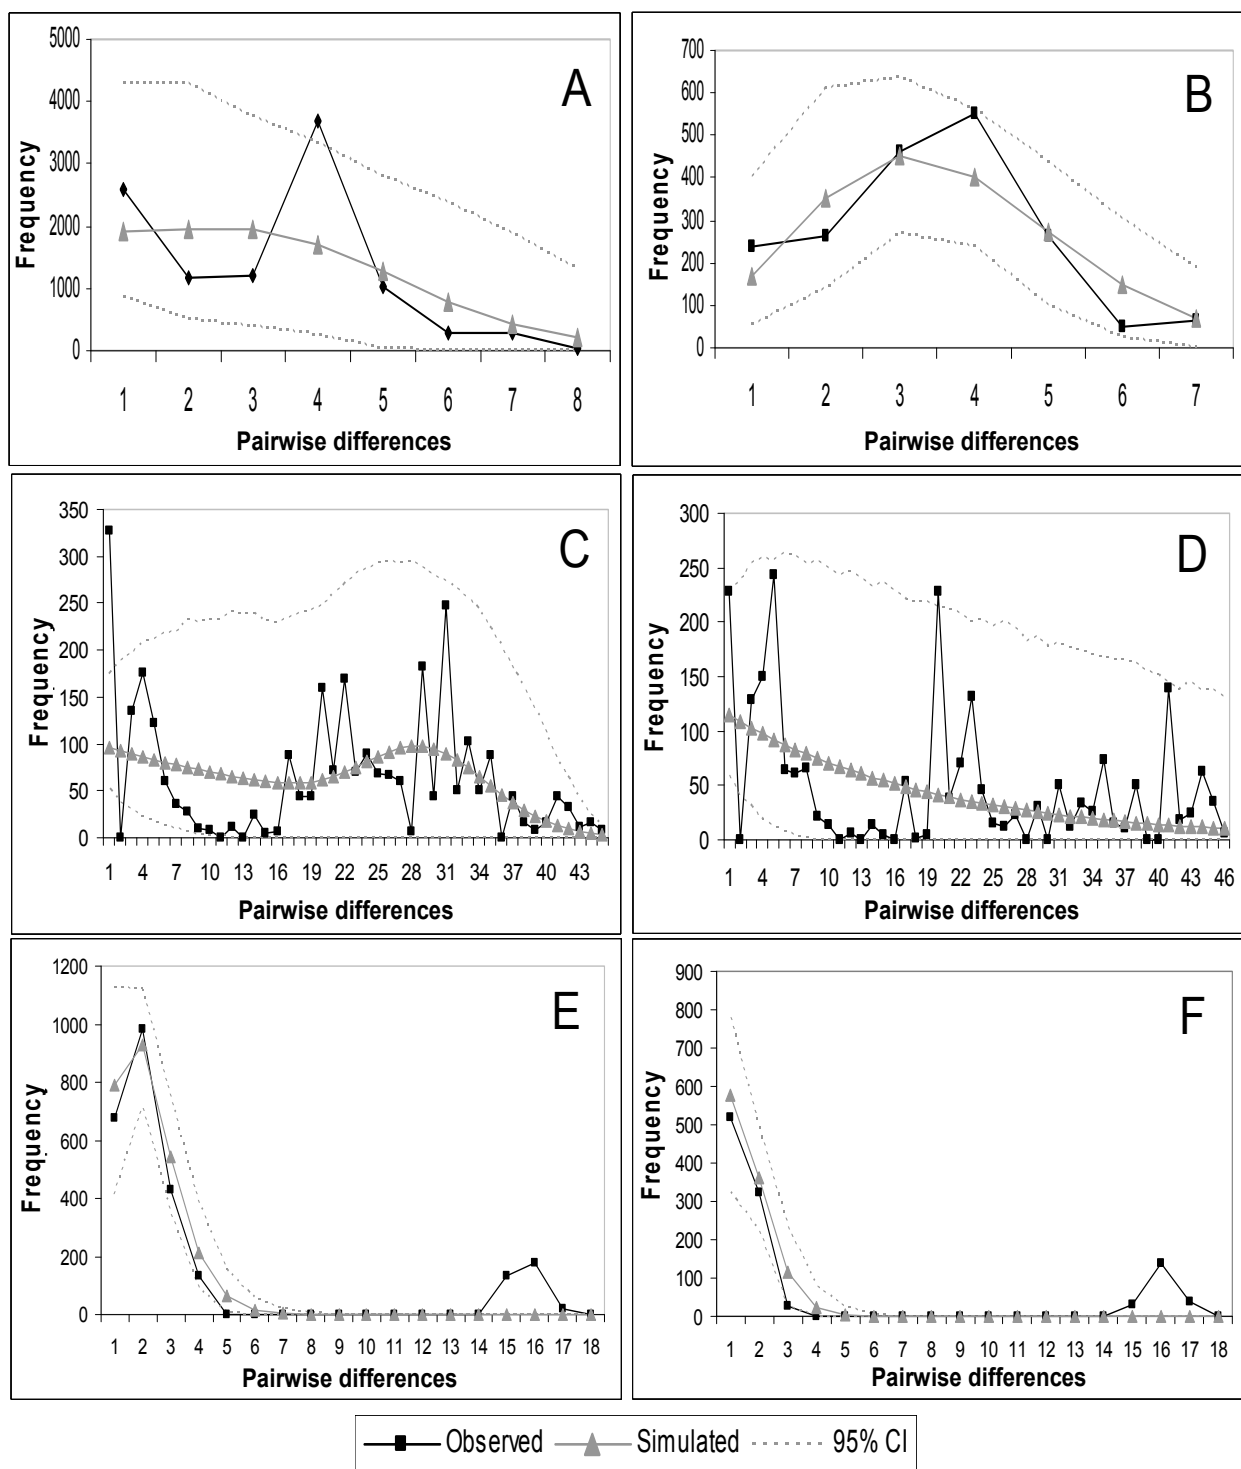 A
Frequency
5000
4000
3000
2000
1000
0
1 2 3 4 5 6 7 8
Pairwise differences
B
Frequency
700
600
500
400
300
200
100
0
1 2 3 4 5 6 7
Pairwise differences
C
Frequency
350
300
250
200
150
100
50
0
1 4 7 10 13 16 19 22 25 28 31 34 37 40 43
Pairwise differences
D
Frequency
300
250
200
150
100
50
0
1 4 7 10 13 16 19 22 25 28 31 34 37 40 43 46
Pairwise differences
E
Frequency
1200
1000
800
600
400
200
0
1 2 3 4 5 6 7 8 9 10 11 12 13 14 15 16 17 18
Pairwise differences
F
Frequency
900
800
700
600
500
400
300
200
100
0
1 2 3 4 5 6 7 8 9 10 11 12 13 14 15 16 17 18
Pairwise differences
Observed Simulated 95% CI